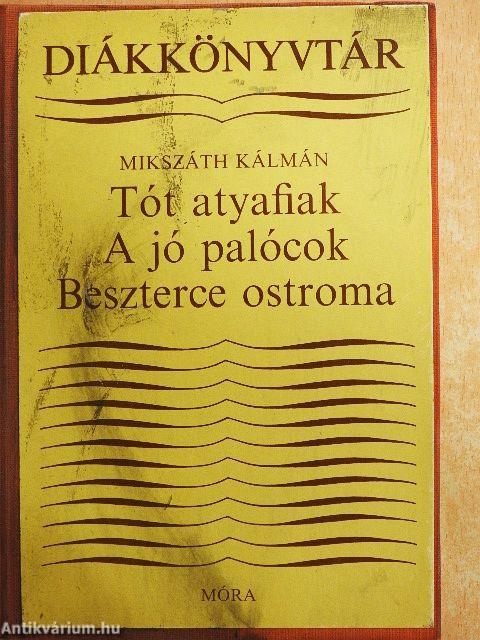 DIÁKKÖNYVTÁR
MIKSZÁTH KÁLMÁN
Tót atyafiak
A jó palócok
Beszterce ostroma
MÓRA
Antikvárium.hu